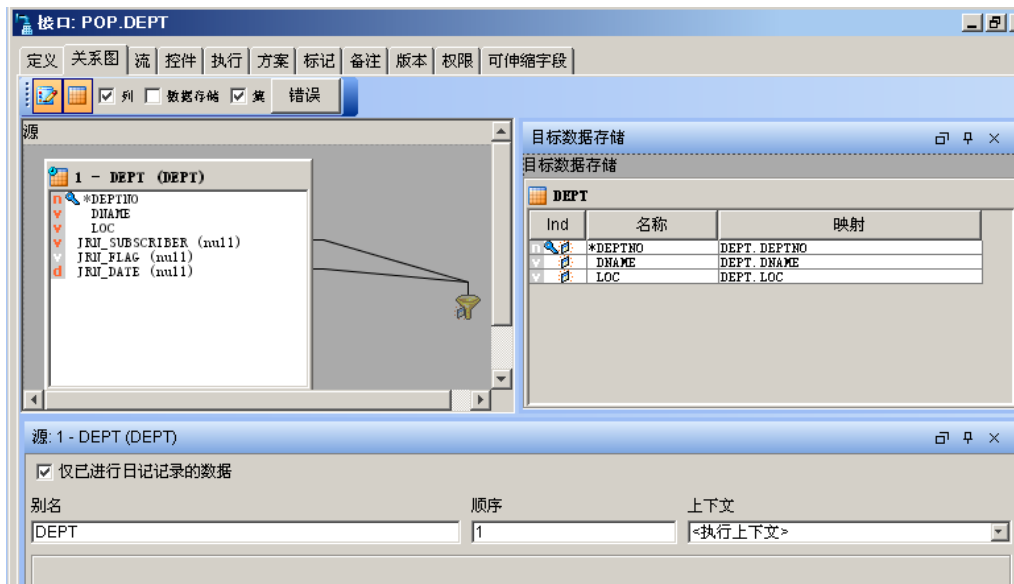 接口: POP.DEPT
定义 关系图 流 控件 执行 方案 标记 备注 版本 权限 可伸缩字段
列 数据存储 集 错误
源
1 - DEPT (DEPT)
*DEPTNO
DNAME
LOC
JRN_SUBSCRIBER (null)
JRN_FLAG (null)
JRN_DATE (null)
目标数据存储
目标数据存储
DEPT
Ind 名称 映射
*DEPTNO DEPT.DEPTNO
DNAME DEPT.DNAME
LOC DEPT.LOC
源: 1 - DEPT (DEPT)
仅已进行日记记录的数据
别名 顺序 上下文
DEPT 1 <执行上下文>